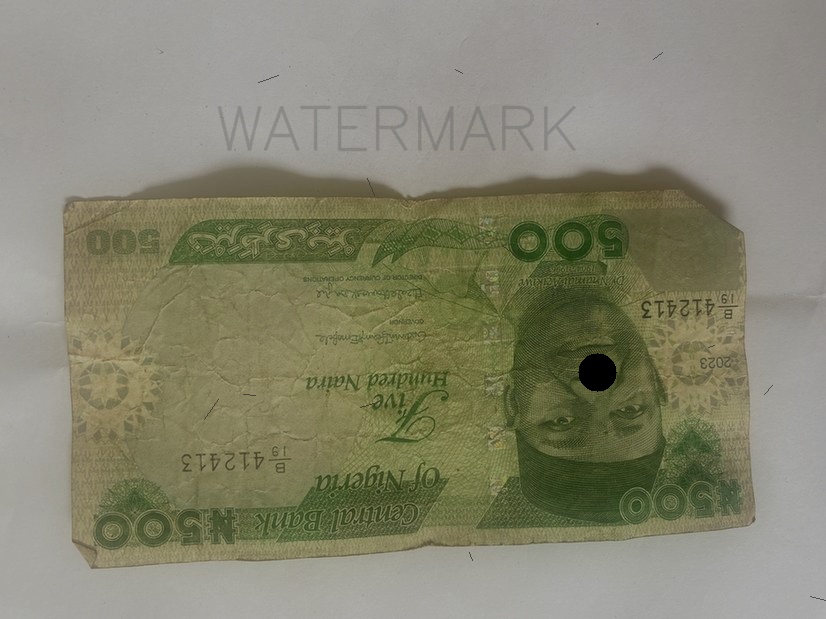 WATERMARK
₦500
Central Bank
Of Nigeria
₦500
B/19 412413
Five
Hundred Naira
2023
GOVERNOR
B/19 412413
DIRECTOR OF CURRENCY OPERATIONS
Dr Nnamdi Azikiwe
500
500